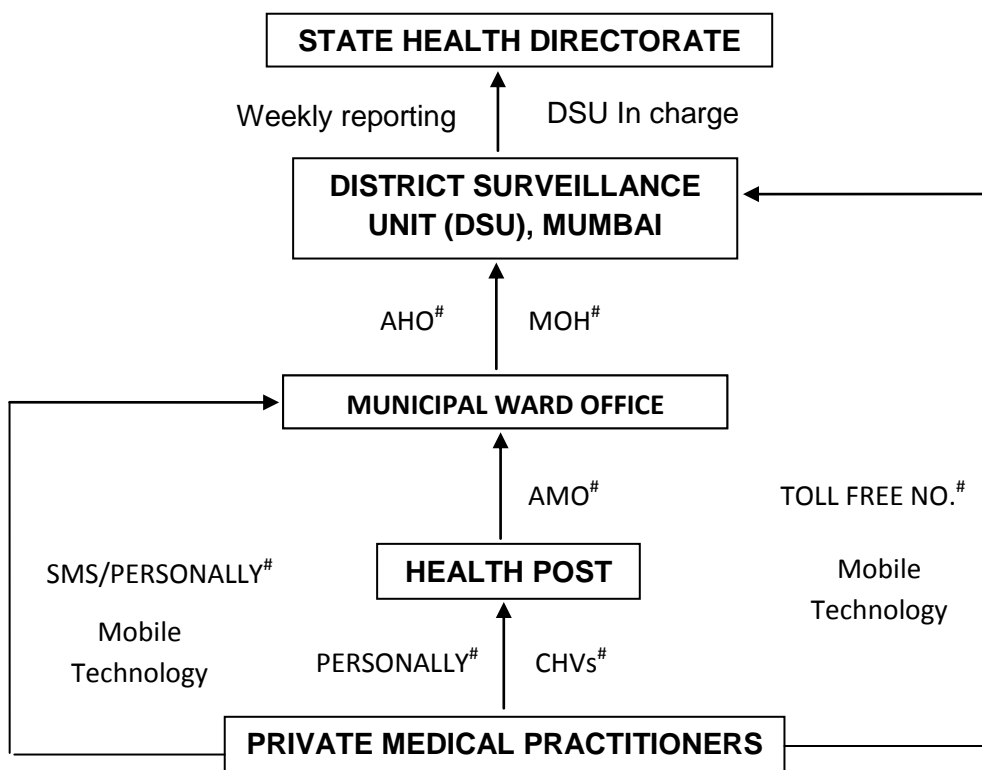 STATE HEALTH DIRECTORATE
Weekly reporting
DSU In charge
DISTRICT SURVEILLANCE
UNIT (DSU), MUMBAI
AHO#
MOH#
MUNICIPAL WARD OFFICE
AMO#
TOLL FREE NO.#
SMS/PERSONALLY#
HEALTH POST
Mobile
Technology
Mobile
Technology
PERSONALLY#
CHVs#
PRIVATE MEDICAL PRACTITIONERS